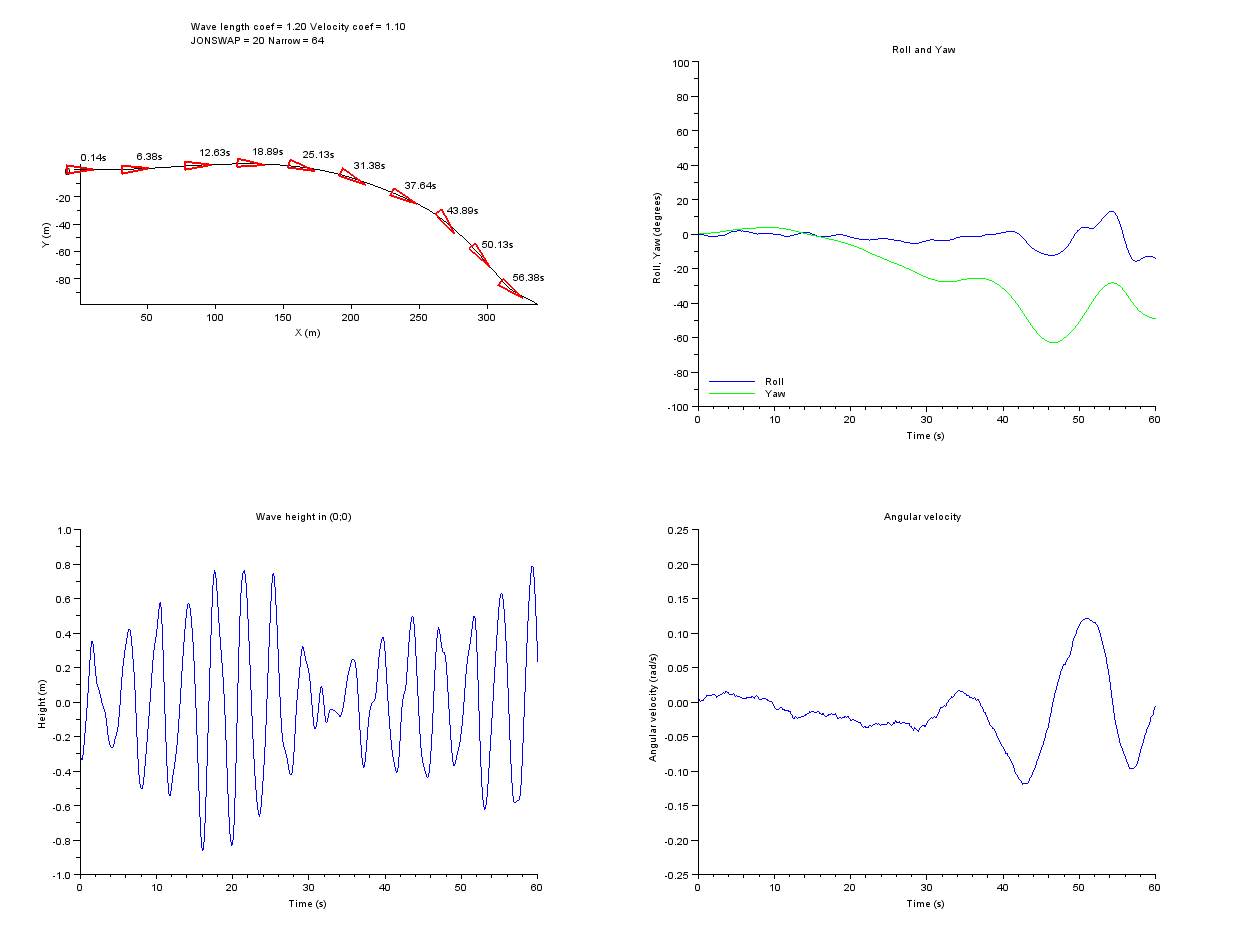 Wave length coef = 1.20 Velocity coef = 1.10
JONSWAP = 20 Narrow = 64
0.14s
6.38s
12.63s
18.89s
25.13s
31.38s
37.64s
43.89s
50.13s
56.38s
0
-20
-40
-60
-80
Y (m)
50
100
150
200
250
300
X (m)
Roll and Yaw
100
80
60
40
20
0
-20
-40
-60
-80
-100
Roll, Yaw (degrees)
Roll
Yaw
0
10
20
30
40
50
60
Time (s)
Wave height in (0;0)
1.0
0.8
0.6
0.4
0.2
0.0
-0.2
-0.4
-0.6
-0.8
-1.0
Height (m)
0
10
20
30
40
50
60
Time (s)
Angular velocity
0.25
0.20
0.15
0.10
0.05
0.00
-0.05
-0.10
-0.15
-0.20
-0.25
Angular velocity (rad/s)
0
10
20
30
40
50
60
Time (s)